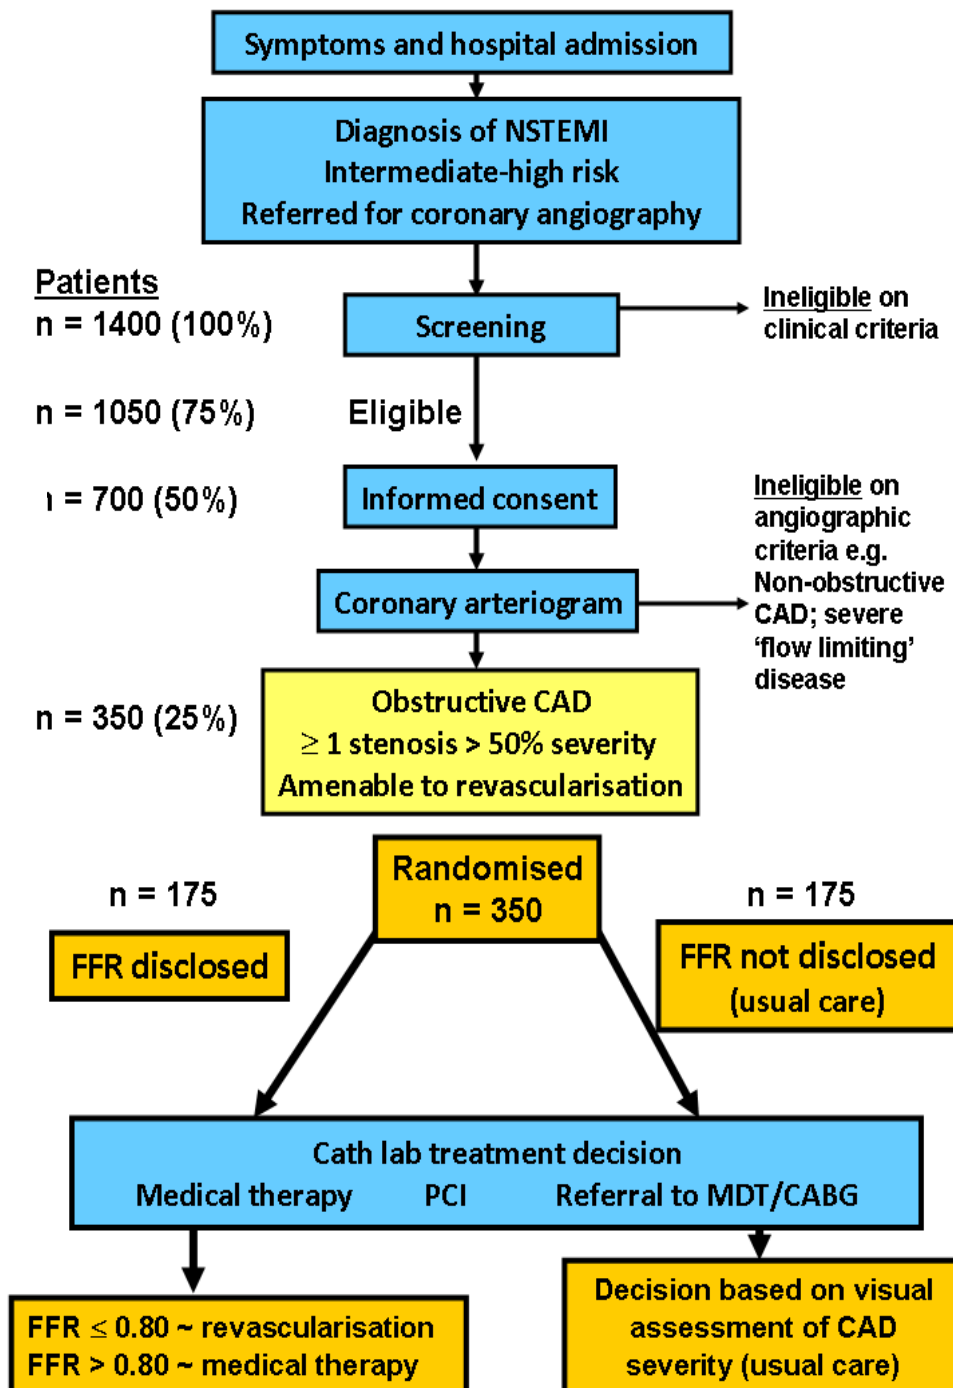 Symptoms and hospital admission
Diagnosis of NSTEMI
Intermediate-high risk
Referred for coronary angiography
Patients
n = 1400 (100%)
Screening
Ineligible on
clinical criteria
n = 1050 (75%)
Eligible
n = 700 (50%)
Informed consent
Ineligible on
angiographic
criteria e.g.
Non-obstructive
CAD; severe
‘flow limiting’
disease
Coronary arteriogram
n = 350 (25%)
Obstructive CAD
≥ 1 stenosis > 50% severity
Amenable to revascularisation
Randomised
n = 350
n = 175
FFR disclosed
n = 175
FFR not disclosed
(usual care)
Cath lab treatment decision
Medical therapy PCI Referral to MDT/CABG
FFR ≤ 0.80 ~ revascularisation
FFR > 0.80 ~ medical therapy
Decision based on visual
assessment of CAD
severity (usual care)